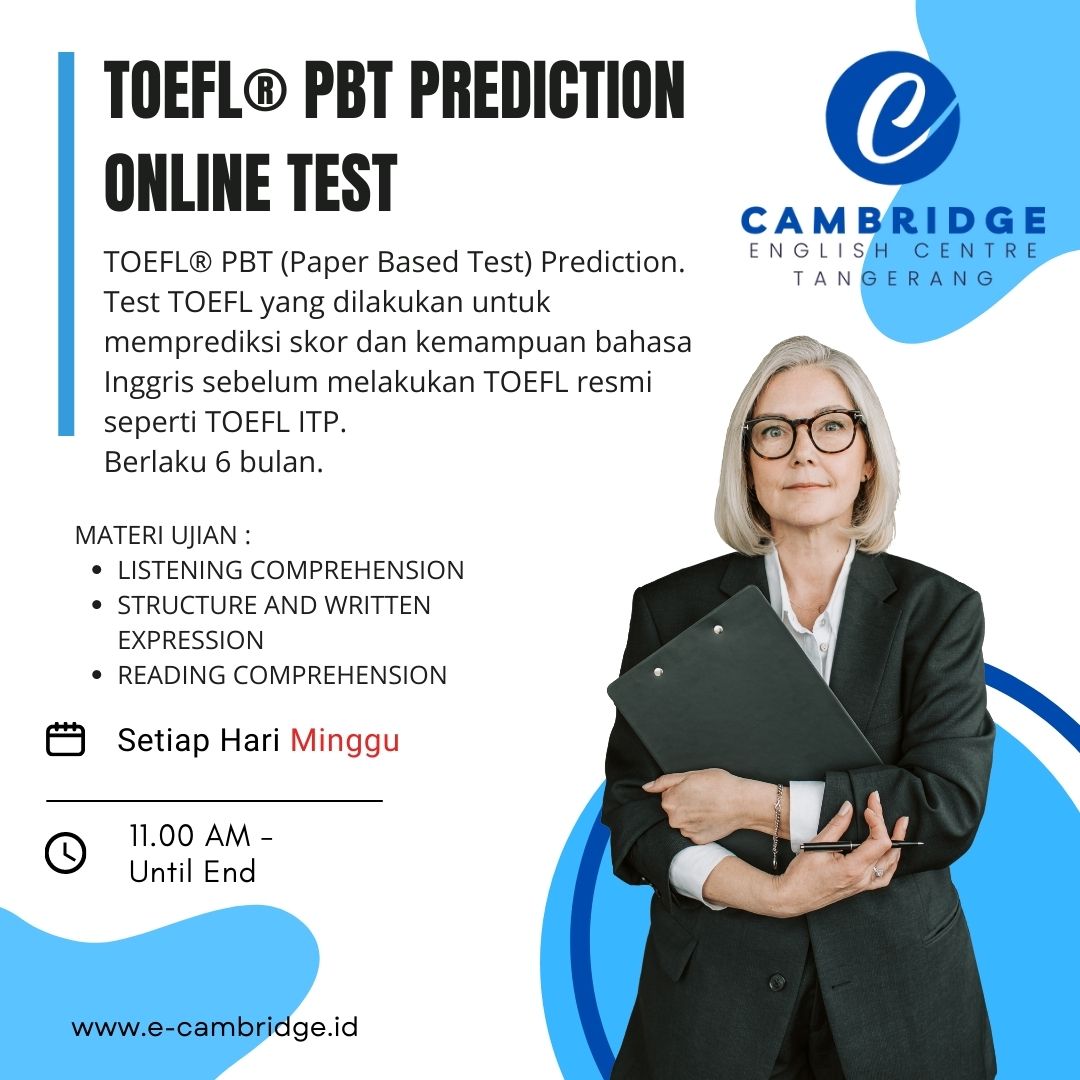 TOEFL® PBT PREDICTION
ONLINE TEST
CAMBRIDGE
ENGLISH CENTRE
TANGERANG
TOEFL® PBT (Paper Based Test) Prediction.
Test TOEFL yang dilakukan untuk
memprediksi skor dan kemampuan bahasa
Inggris sebelum melakukan TOEFL resmi
seperti TOEFL ITP.
Berlaku 6 bulan.
MATERI UJIAN :
• LISTENING COMPREHENSION
• STRUCTURE AND WRITTEN
EXPRESSION
• READING COMPREHENSION
Setiap Hari Minggu
11.00 AM –
Until End
www.e-cambridge.id